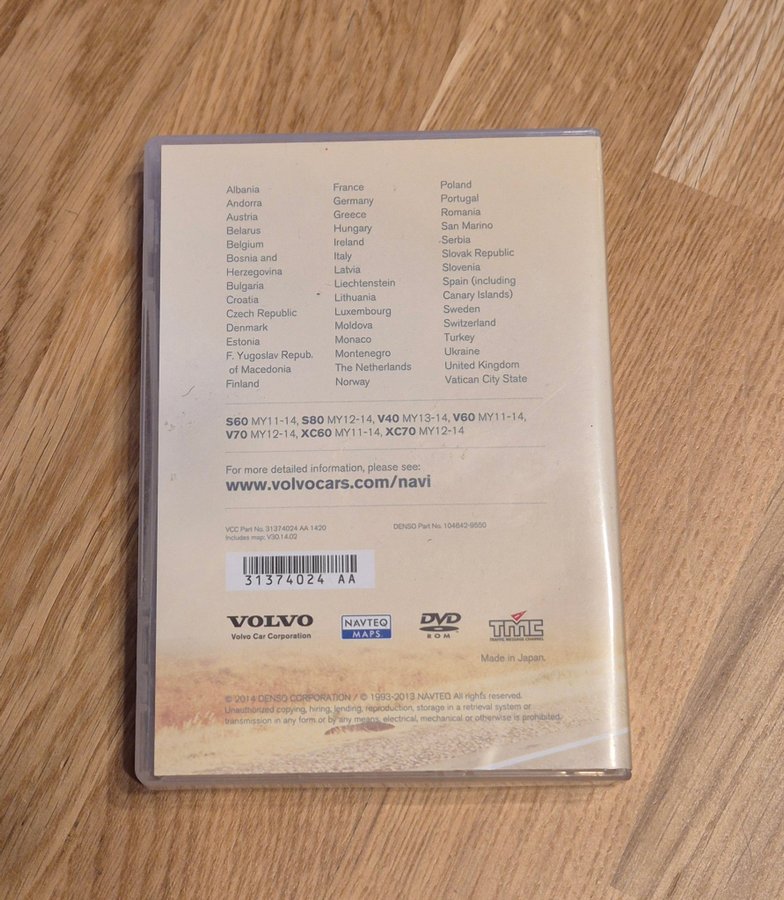 Albania
Andorra
Austria
Belarus
Belgium
Bosnia and
Herzegovina
Bulgaria
Croatia
Czech Republic
Denmark
Estonia
F. Yugoslav Repub.
of Macedonia
Finland
France
Germany
Greece
Hungary
Ireland
Italy
Latvia
Liechtenstein
Lithuania
Luxembourg
Moldova
Monaco
Montenegro
The Netherlands
Norway
Poland
Portugal
Romania
San Marino
Serbia
Slovak Republic
Slovenia
Spain (including
Canary Islands)
Sweden
Switzerland
Turkey
Ukraine
United Kingdom
Vatican City State
S60 MY11-14, S80 MY12-14, V40 MY13-14, V60 MY11-14,
V70 MY12-14, XC60 MY11-14, XC70 MY12-14
For more detailed information, please see:
www.volvocars.com/navi
VCC Part No. 31374024 AA 1420
Includes map, V30.14.02
DENSO Part No. 104642-9550
31374024 AA
VOLVO
Volvo Car Corporation
NAVTEQ
MAPS
DVD
ROM
TMC
TRAFFIC MESSAGE CHANNEL
Made in Japan.
© 2014 DENSO CORPORATION / © 1993-2013 NAVTEQ All rights reserved.
Unauthorized copying, hiring, lending, reproduction, storage in a retrieval system or
transmission in any form or by any means, electrical, mechanical or otherwise is prohibited.